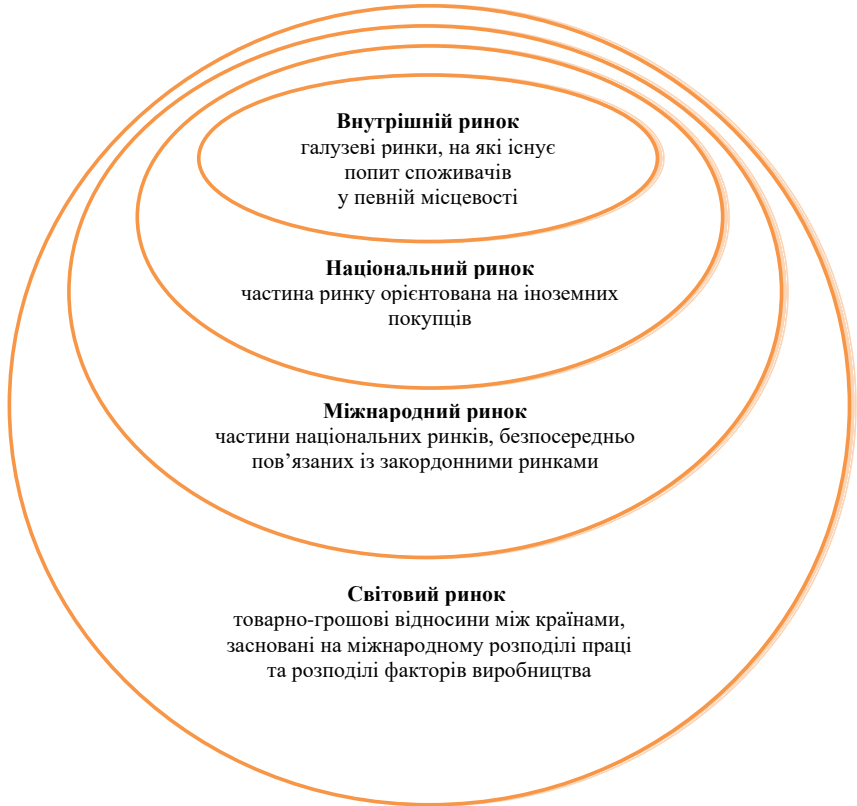 Внутрішній ринок
галузеві ринки, на які існує
попит споживачів
у певній місцевості
Національний ринок
частина ринку орієнтована на іноземних
покупців
Міжнародний ринок
частини національних ринків, безпосередньо
пов’язаних із закордонними ринками
Світовий ринок
товарно-грошові відносини між країнами,
засновані на міжнародному розподілі праці
та розподілі факторів виробництва